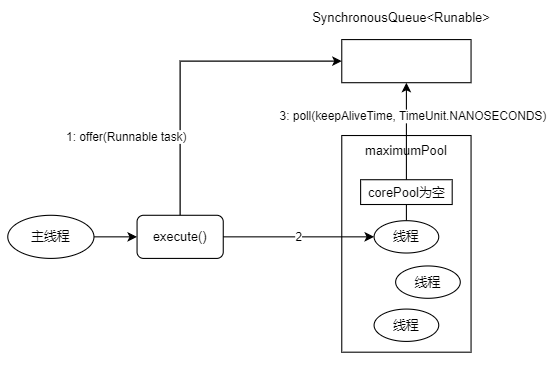 SynchronousQueue<Runable>
1: offer(Runnable task)
3: poll(keepAliveTime, TimeUnit.NANOSECONDS)
maximumPool
corePool为空
主线程
execute()
2
线程
线程
线程